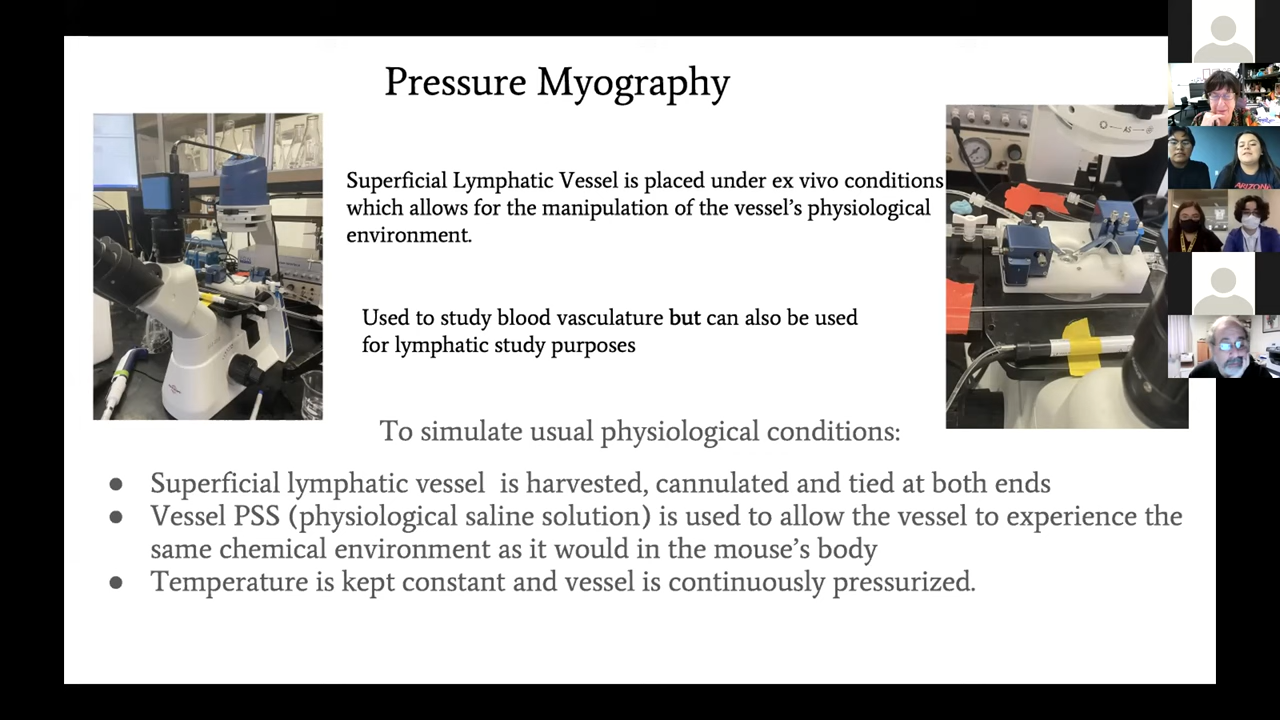 Pressure Myography
Superficial Lymphatic Vessel is placed under ex vivo conditions
which allows for the manipulation of the vessel's physiological
environment.
Used to study blood vasculature but can also be used
for lymphatic study purposes
To simulate usual physiological conditions:
● Superficial lymphatic vessel is harvested, cannulated and tied at both ends
● Vessel PSS (physiological saline solution) is used to allow the vessel to experience the
same chemical environment as it would in the mouse's body
● Temperature is kept constant and vessel is continuously pressurized.
AS
ARIZONA